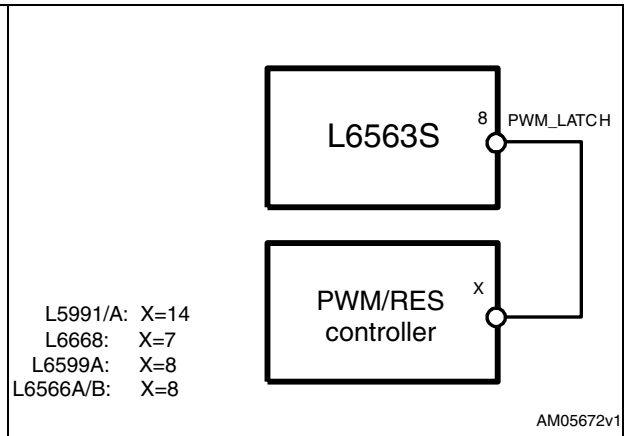 L6563S
8 PWM_LATCH
PWM/RES
controller
X
L5991/A: X=14
L6668: X=7
L6599A: X=8
L6566A/B: X=8
AM05672v1